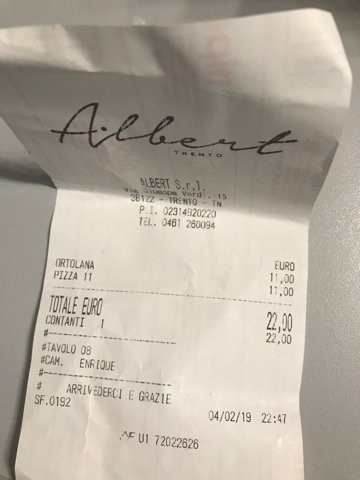 Albert
TRENTO
ALBERT S.r.l.
Via Giuseppe Verdi, 15
38122 - TRENTO - TN
P.I. 02314920220
TEL. 0461 260094
EURO
ORTOLANA 11,00
PIZZA 11 11,00
TOTALE EURO 22,00
CONTANTI 1 22,00
#TAVOLO 08
#CAM. ENRIQUE
# ARRIVEDERCI E GRAZIE
SF.0192 04/02/19 22:47
U1 72022626